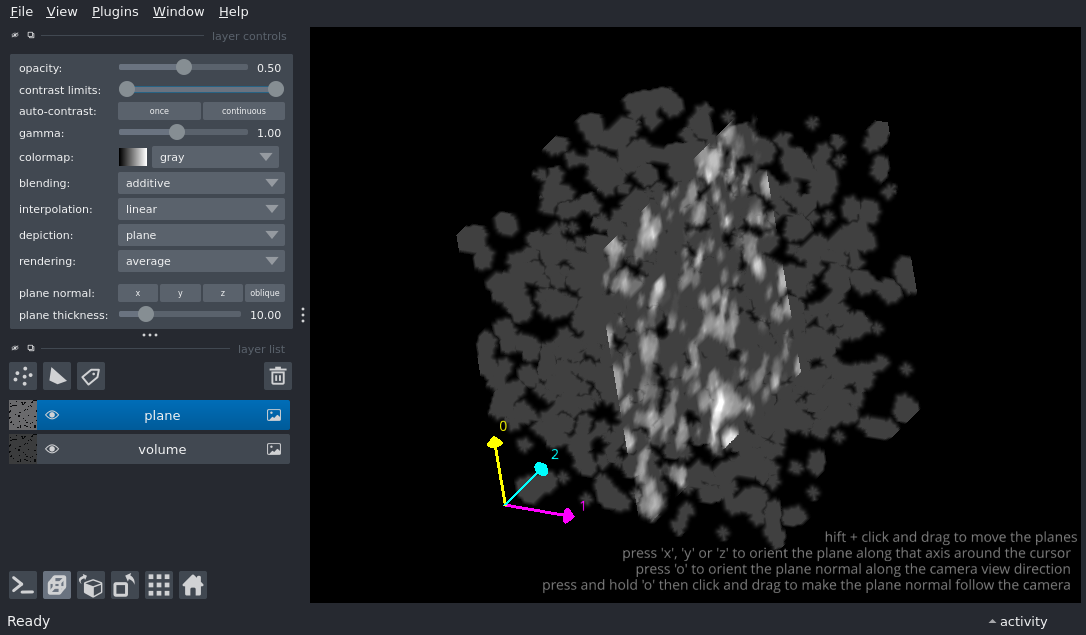 File View Plugins Window Help
layer controls
opacity: 0.50
contrast limits:
auto-contrast: once continuous
gamma: 1.00
colormap: gray
blending: additive
interpolation: linear
depiction: plane
rendering: average
plane normal: x y z oblique
plane thickness: 10.00
layer list
plane
volume
0
2
1
hift + click and drag to move the planes
press 'x', 'y' or 'z' to orient the plane along that axis around the cursor
press 'o' to orient the plane normal along the camera view direction
press and hold 'o' then click and drag to make the plane normal follow the camera
Ready activity